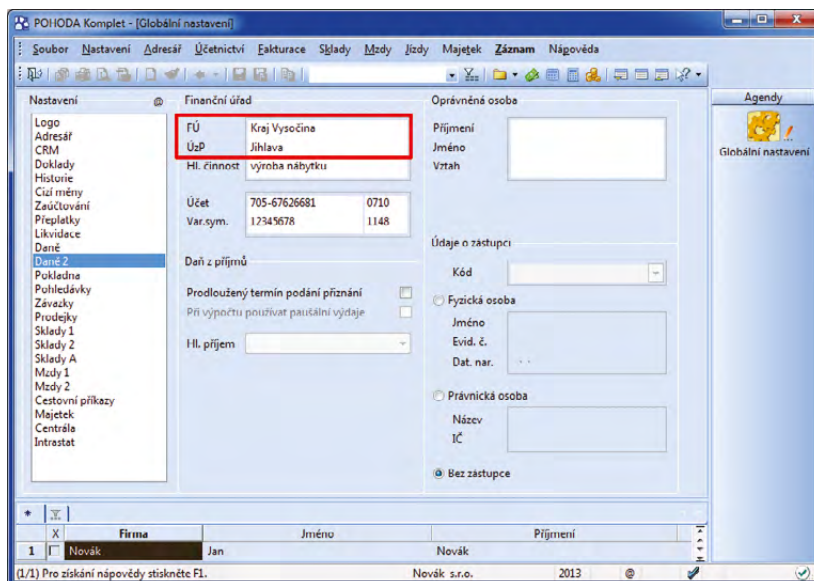 POHODA Komplet - [Globální nastavení]
Soubor Nastavení Adresář Účetnictví Fakturace Sklady Mzdy Jízdy Majetek Záznam Nápověda
Nastavení @
Logo
Adresář
CRM
Doklady
Historie
Cizí měny
Zaúčtování
Přeplatky
Likvidace
Daně
Daně 2
Pokladna
Pohledávky
Závazky
Prodejky
Sklady 1
Sklady 2
Sklady A
Mzdy 1
Mzdy 2
Cestovní příkazy
Majetek
Centrála
Intrastat
Finanční úřad
FÚ Kraj Vysočina
ÚzP Jihlava
Hl. činnost výroba nábytku
Účet 705-67626681 0710
Var.sym. 12345678 1148
Daň z příjmů
Prodloužený termín podání přiznání
Při výpočtu používat paušální výdaje
Hl. příjem
Oprávněná osoba
Příjmení
Jméno
Vztah
Údaje o zástupci
Kód
Fyzická osoba
Jméno
Evid. č.
Dat. nar. . .
Právnická osoba
Název
IČ
Bez zástupce
Agendy
Globální nastavení
X Firma Jméno Příjmení
1 Novák Jan Novák
(1/1) Pro získání nápovědy stiskněte F1. Novák s.r.o. 2013 @